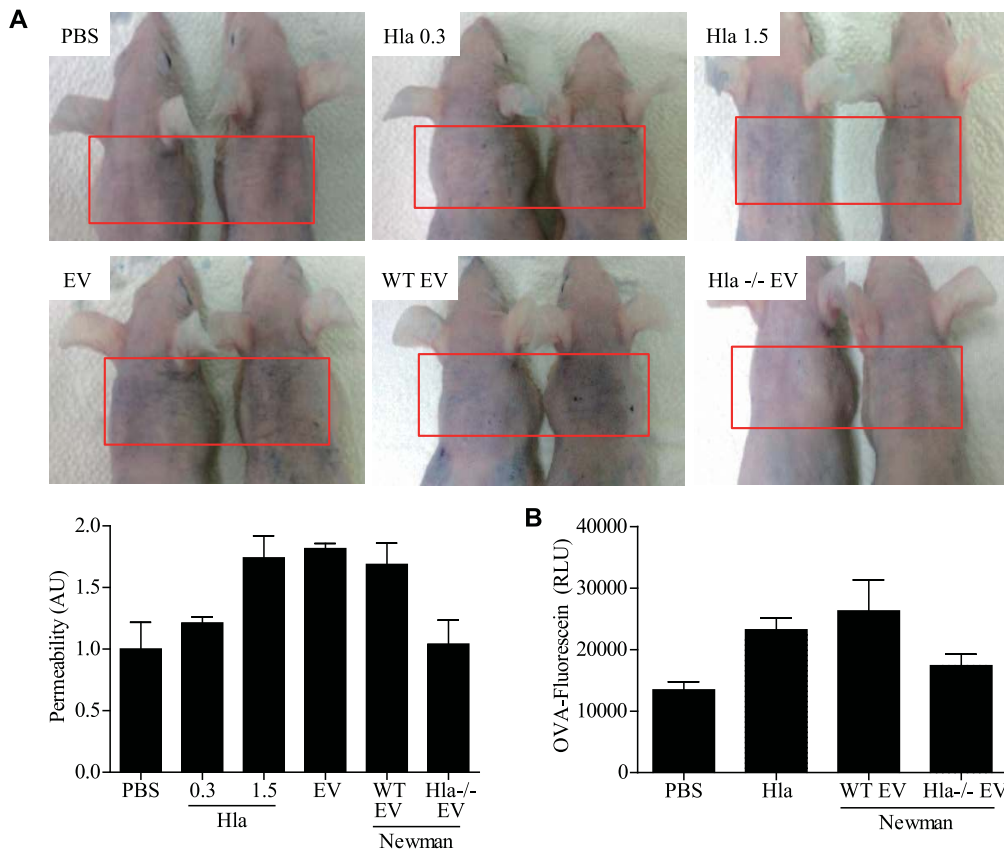 A
PBS
Hla 0.3
Hla 1.5
EV
WT EV
Hla -/- EV
Permeability (AU)
2.0
1.5
1.0
0.5
0.0
PBS
0.3
1.5
EV
WT
EV
Hla-/-
EV
Hla
Newman
B
OVA-Fluorescein (RLU)
40000
30000
20000
10000
0
PBS
Hla
WT EV
Hla-/- EV
Newman